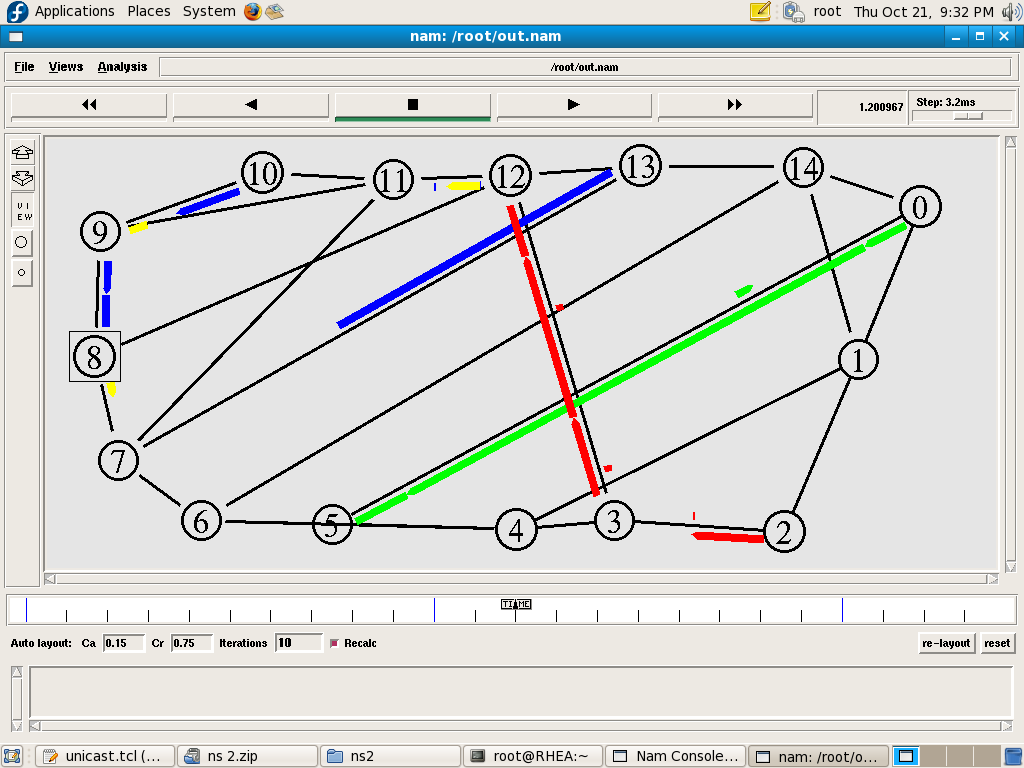 Applications Places System root Thu Oct 21, 9:32 PM
nam: /root/out.nam
File Views Analysis /root/out.nam
1.200967 Step: 3.2ms
VI
EW
10 11 12 13 14
9 0
8 1
7
6 5 4 3 2
TIME
Auto layout: Ca 0.15 Cr 0.75 Iterations 10 Recalc re-layout reset
unicast.tcl (... ns 2.zip ns2 root@RHEA:~ Nam Console... nam: /root/o...